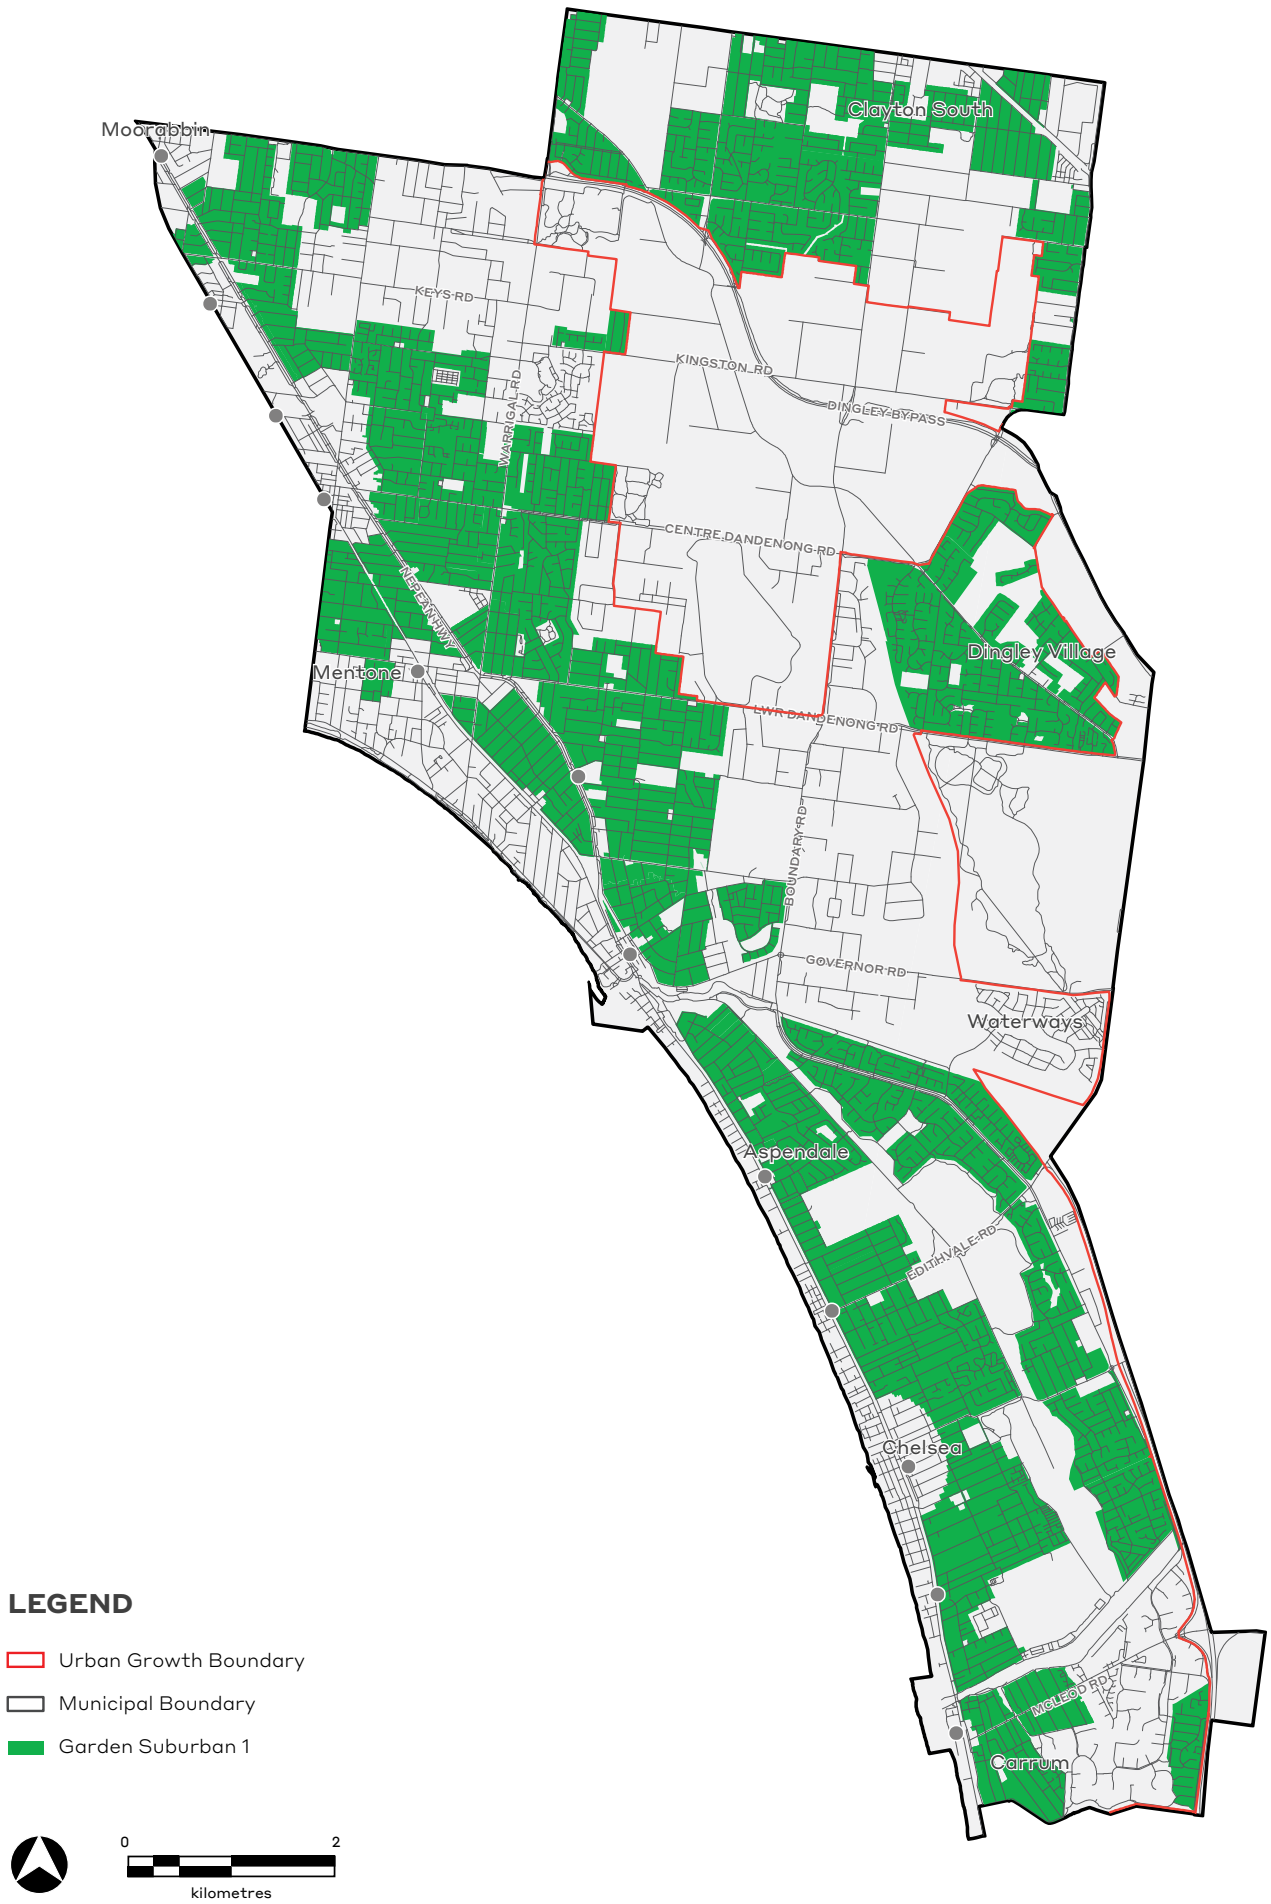 Clayton South
Moorabbin
KEYS RD
KINGSTON RD
WARRIGAL RD
DINGLEY BYPASS
CENTRE DANDENONG RD
NEPEAN HWY
Dingley Village
Mentone
LWR DANDENONG RD
BOUNDARY RD
GOVERNOR RD
Waterways
Aspendale
EDITHVALE RD
Chelsea
MCLEOD RD
Carrum
LEGEND
Urban Growth Boundary
Municipal Boundary
Garden Suburban 1
0 2
kilometres